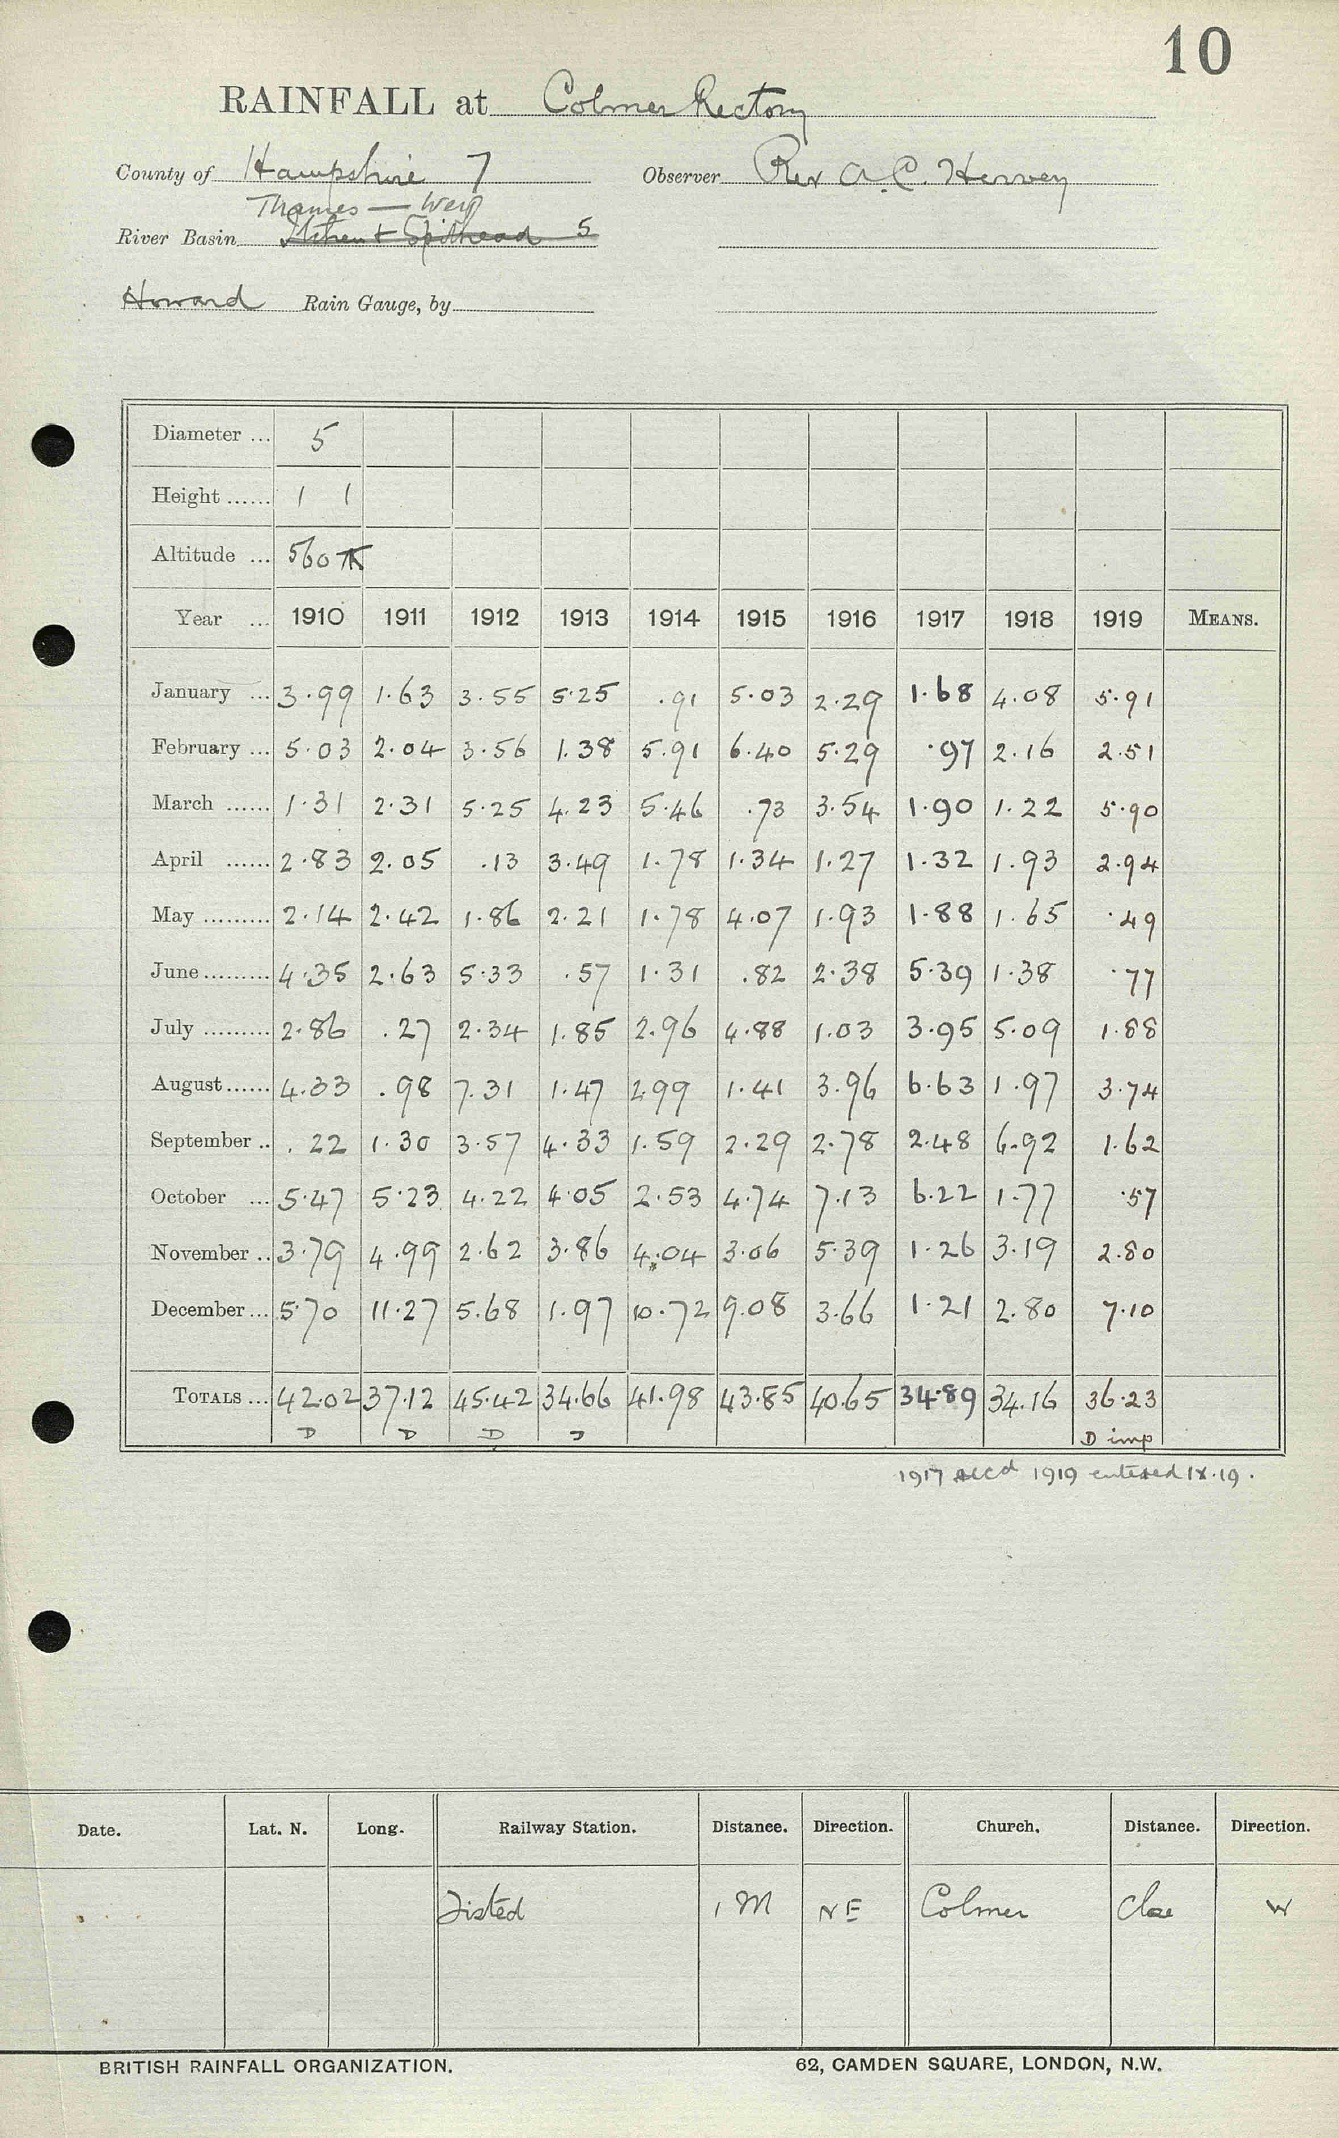 10
RAINFALL at Colmer Rectory
County of Hampshire 7 Observer Rev A. C. Hervey
Thames — Wey
River Basin Itchen + Spithead 5
Howard Rain Gauge, by
Diameter ... 5
Height ...... 1 1
Altitude ... 560
Year ... 1910 1911 1912 1913 1914 1915 1916 1917 1918 1919 MEANS.
January ... 3.99 1.63 3.55 5.25 .91 5.03 2.29 1.68 4.08 5.91
February ... 5.03 2.04 3.56 1.38 5.91 6.40 5.29 .97 2.16 2.51
March ...... 1.31 2.31 5.25 4.23 5.46 .73 3.54 1.90 1.22 5.90
April ...... 2.83 2.05 .13 3.49 1.78 1.34 1.27 1.32 1.93 2.94
May ......... 2.14 2.42 1.86 2.21 1.78 4.07 1.93 1.88 1.65 .49
June ......... 4.35 2.63 5.33 .57 1.31 .82 2.38 5.39 1.38 .77
July ......... 2.86 .27 2.34 1.85 2.96 4.88 1.03 3.95 5.09 1.88
August ...... 4.33 .98 7.31 1.47 2.99 1.41 3.96 6.63 1.97 3.74
September .. .22 1.30 3.57 4.33 1.59 2.29 2.78 2.48 6.92 1.62
October ... 5.47 5.23 4.22 4.05 2.53 4.74 7.13 6.22 1.77 .57
November .. 3.79 4.99 2.62 3.86 4.04 3.06 5.39 1.26 3.19 2.80
December ... 5.70 11.27 5.68 1.97 10.72 9.08 3.66 1.21 2.80 7.10
TOTALS ... 42.02 37.12 45.42 34.66 41.98 43.85 40.65 34.89 34.16 36.23
D D D D D imp
1917 1919 entered IX.19.
Date. Lat. N. Long. Railway Station. Distance. Direction. Church. Distance. Direction.
Tisted 1 M NE Colmer Close W
BRITISH RAINFALL ORGANIZATION. 62, CAMDEN SQUARE, LONDON, N.W.